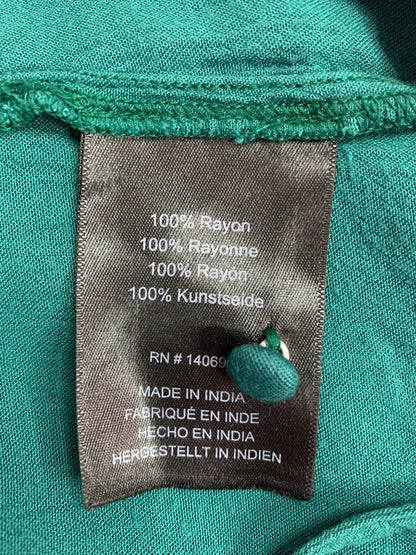 100% Rayon
100% Rayonne
100% Rayón
100% Kunstseide
RN #
MADE IN INDIA
FABRIQUÉ EN INDE
HECHO EN INDIA
HERGESTELLT IN INDIEN